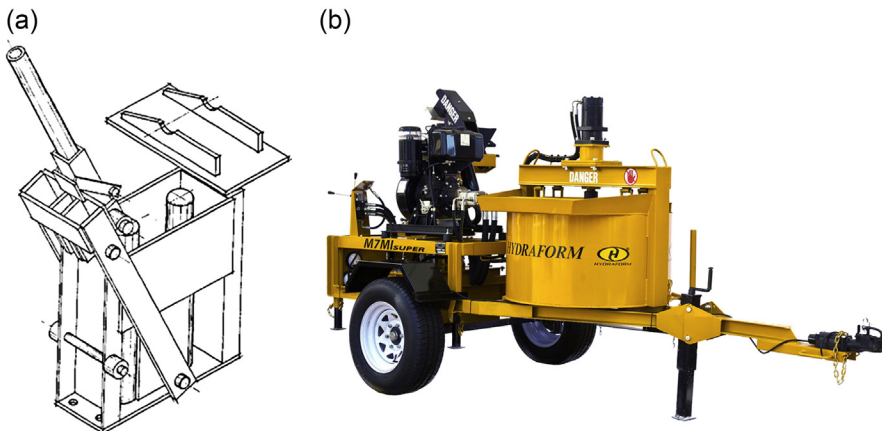 (a)
(b)
DANGER
DANGER
M7MI SUPER
HYDRAFORM
HYDRAFORM